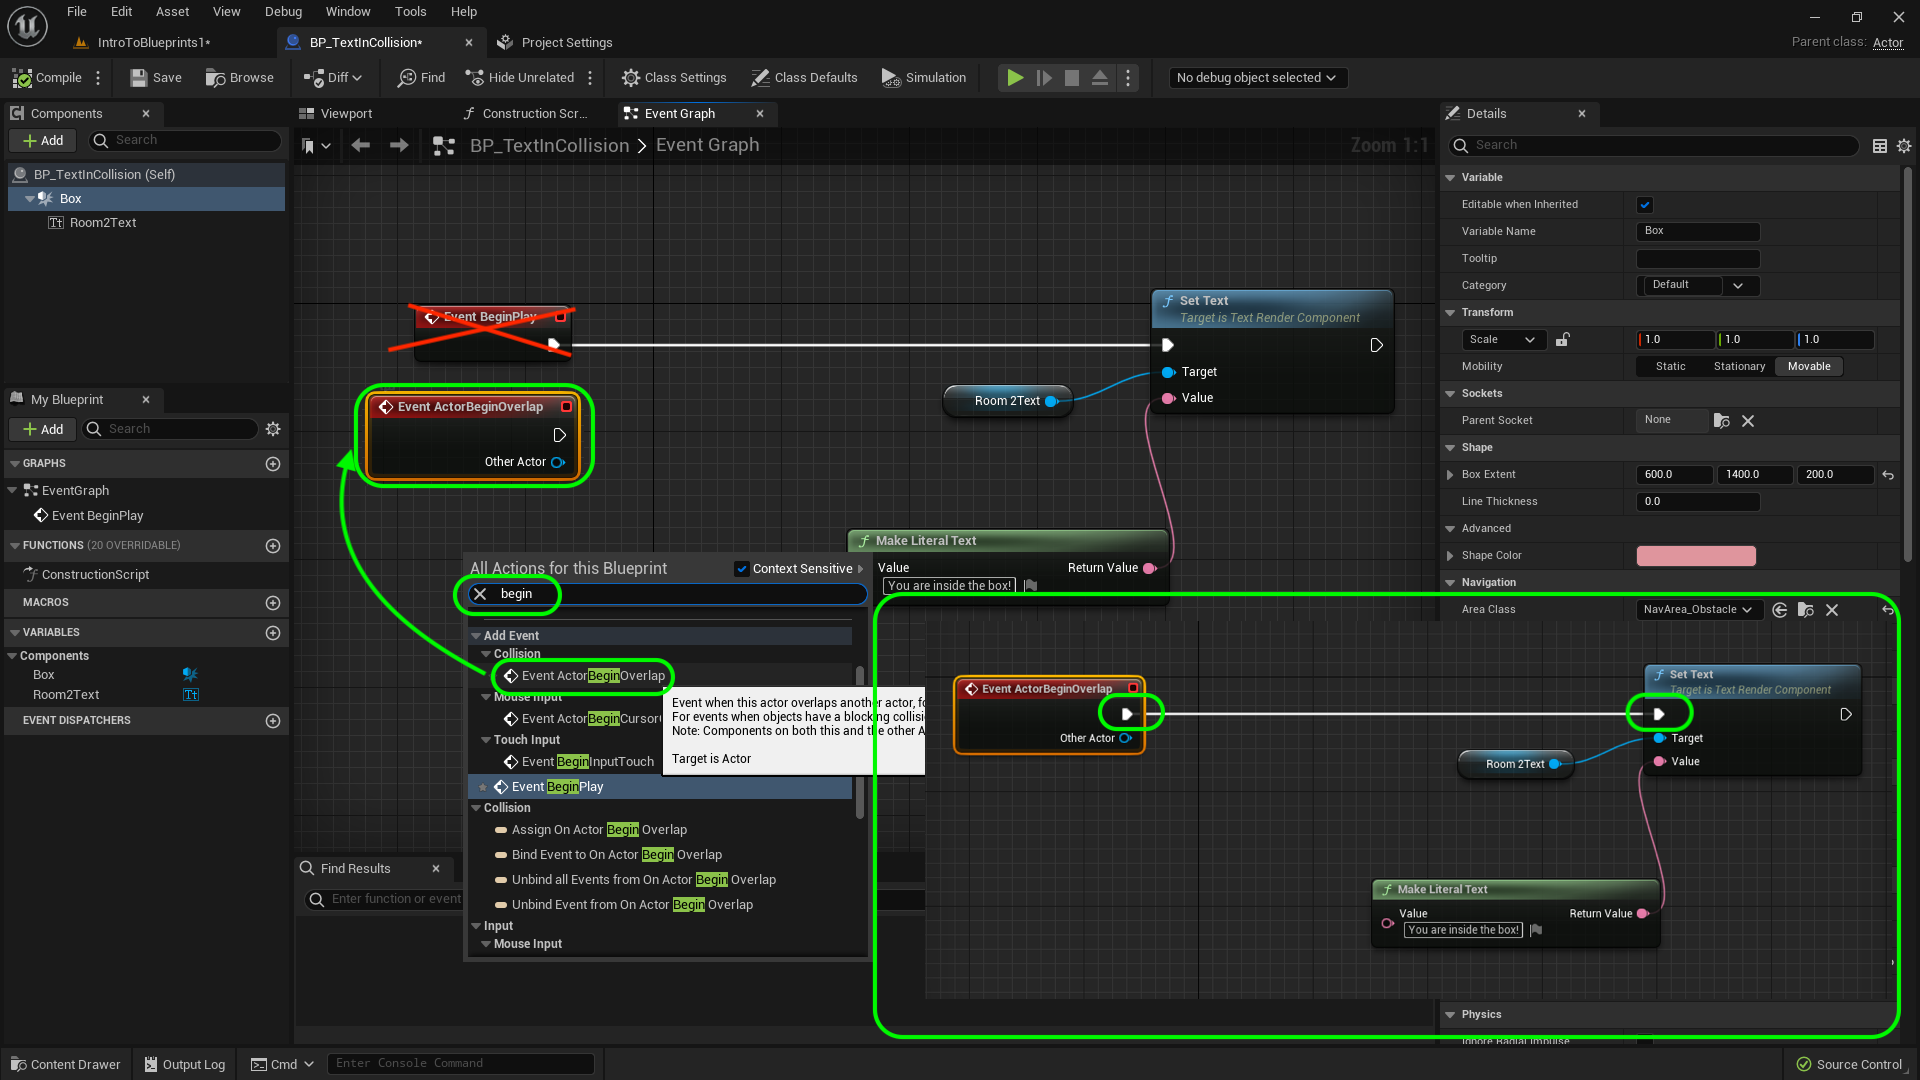 File Edit Asset View Debug Window Tools Help
IntroToBlueprints1* BP_TextInCollision* Project Settings
Parent class: Actor
Compile Save Browse Diff Find Hide Unrelated Class Settings Class Defaults Simulation No debug object selected
Components
Add Search
BP_TextInCollision (Self)
Box
Room2Text
My Blueprint
Add Search
GRAPHS
EventGraph
Event BeginPlay
FUNCTIONS (20 OVERRIDABLE)
ConstructionScript
MACROS
VARIABLES
Components
Box
Room2Text
EVENT DISPATCHERS
Viewport Construction Scr... Event Graph
BP_TextInCollision > Event Graph
Zoom 1:1
Event BeginPlay
Event ActorBeginOverlap
Other Actor
Set Text
Target is Text Render Component
Target
Value
Room 2Text
Make Literal Text
Value Return Value
You are inside the box!
All Actions for this Blueprint Context Sensitive
begin
Add Event
Collision
Event ActorBeginOverlap
Mouse Input
Event ActorBeginCursor
Touch Input
Event BeginInputTouch
Event BeginPlay
Collision
Assign On Actor Begin Overlap
Bind Event to On Actor Begin Overlap
Unbind all Events from On Actor Begin Overlap
Unbind Event from On Actor Begin Overlap
Input
Mouse Input
Event when this actor overlaps another actor, fo
For events when objects have a blocking collisi
Note: Components on both this and the other A
Target is Actor
Find Results
Enter function or event
Event ActorBeginOverlap
Other Actor
Set Text
Target is Text Render Component
Target
Value
Room 2Text
Make Literal Text
Value Return Value
You are inside the box!
Details
Search
Variable
Editable when Inherited
Variable Name Box
Tooltip
Category Default
Transform
Scale 1.0 1.0 1.0
Mobility Static Stationary Movable
Sockets
Parent Socket None
Shape
Box Extent 600.0 1400.0 200.0
Line Thickness 0.0
Advanced
Shape Color
Navigation
Area Class NavArea_Obstacle
Physics
Ignore Radial Impulse
Content Drawer Output Log Cmd Enter Console Command Source Control